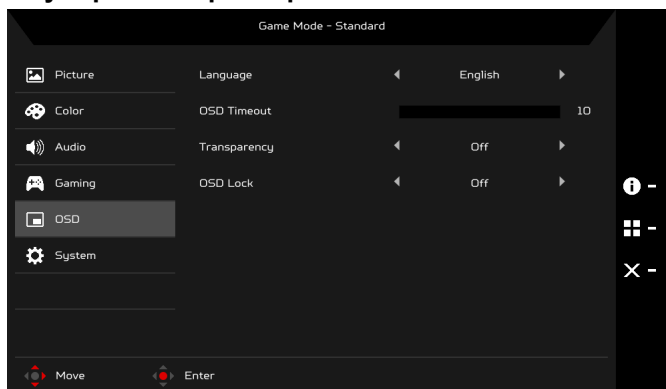 Game Mode - Standard
Picture
Language
English
Color
OSD Timeout
10
Audio
Transparency
Off
Gaming
OSD Lock
Off
OSD
System
Move
Enter